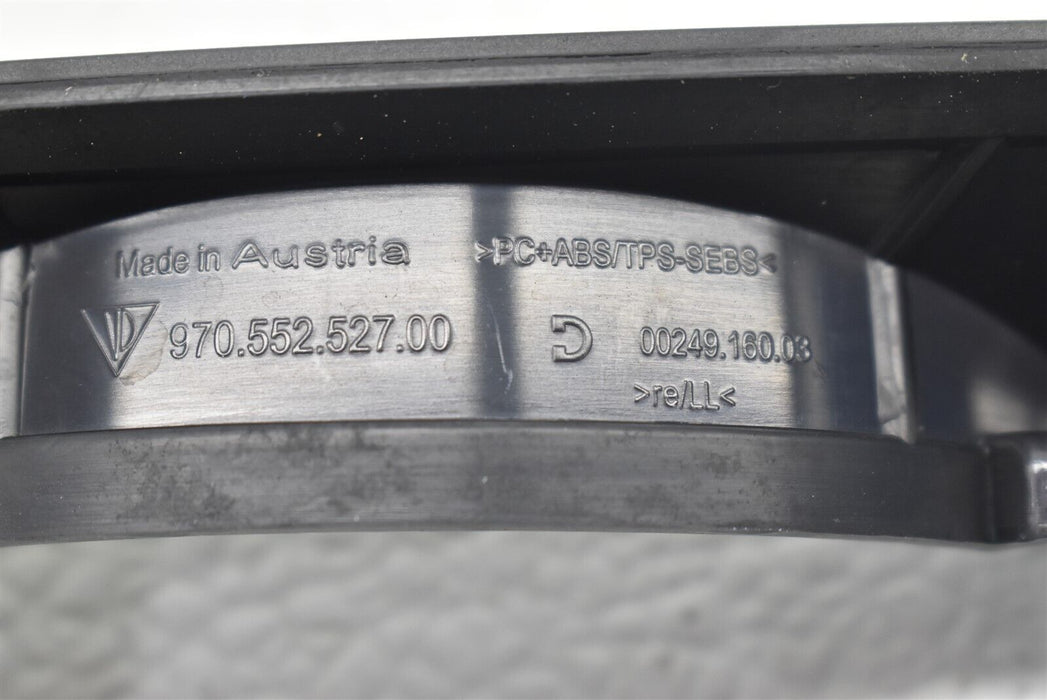 Made in Austria >PC+ABS/TPS-SEBS<
970.552.527.00 00249.160.03
>re/LL<